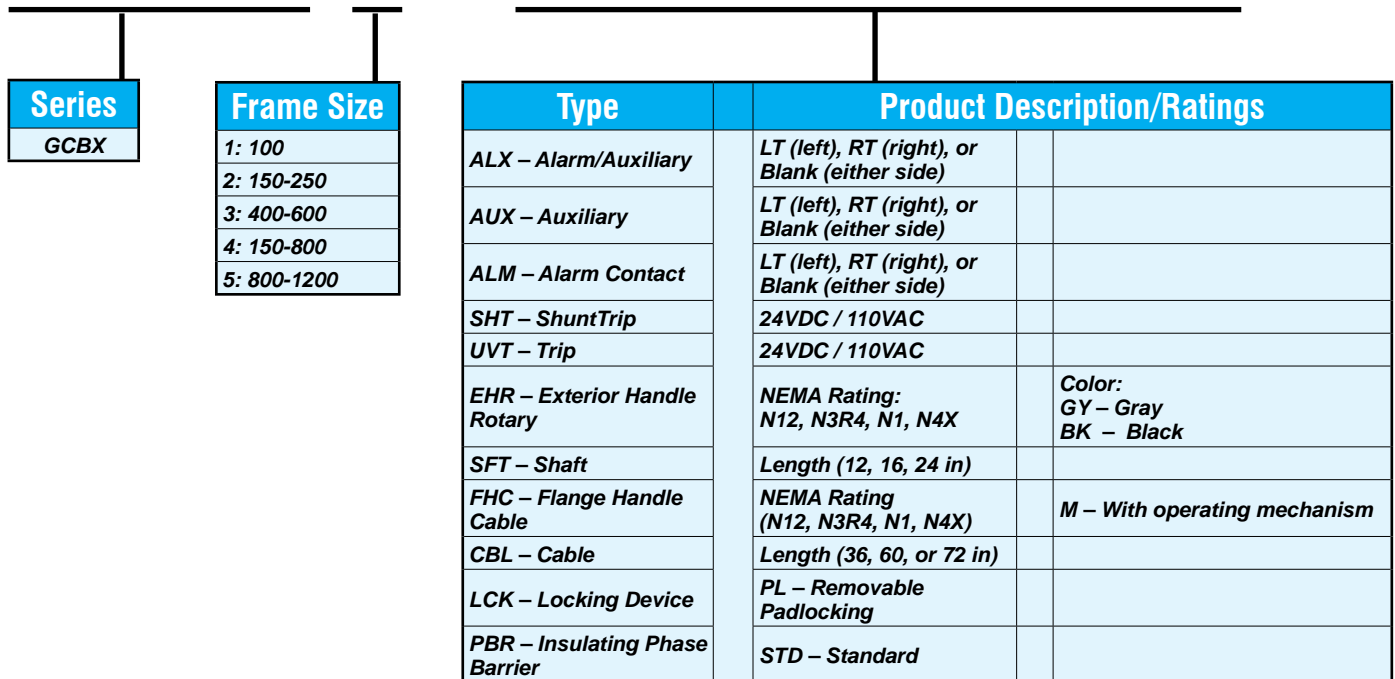 Series
GCBX
Frame Size
1: 100
2: 150-250
3: 400-600
4: 150-800
5: 800-1200
Type
Product Description/Ratings
ALX – Alarm/Auxiliary
LT (left), RT (right), or
Blank (either side)
AUX – Auxiliary
LT (left), RT (right), or
Blank (either side)
ALM – Alarm Contact
LT (left), RT (right), or
Blank (either side)
SHT – ShuntTrip
24VDC / 110VAC
UVT – Trip
24VDC / 110VAC
EHR – Exterior Handle
Rotary
NEMA Rating:
N12, N3R4, N1, N4X
Color:
GY – Gray
BK – Black
SFT – Shaft
Length (12, 16, 24 in)
FHC – Flange Handle
Cable
NEMA Rating
(N12, N3R4, N1, N4X)
M – With operating mechanism
CBL – Cable
Length (36, 60, or 72 in)
LCK – Locking Device
PL – Removable
Padlocking
PBR – Insulating Phase
Barrier
STD – Standard